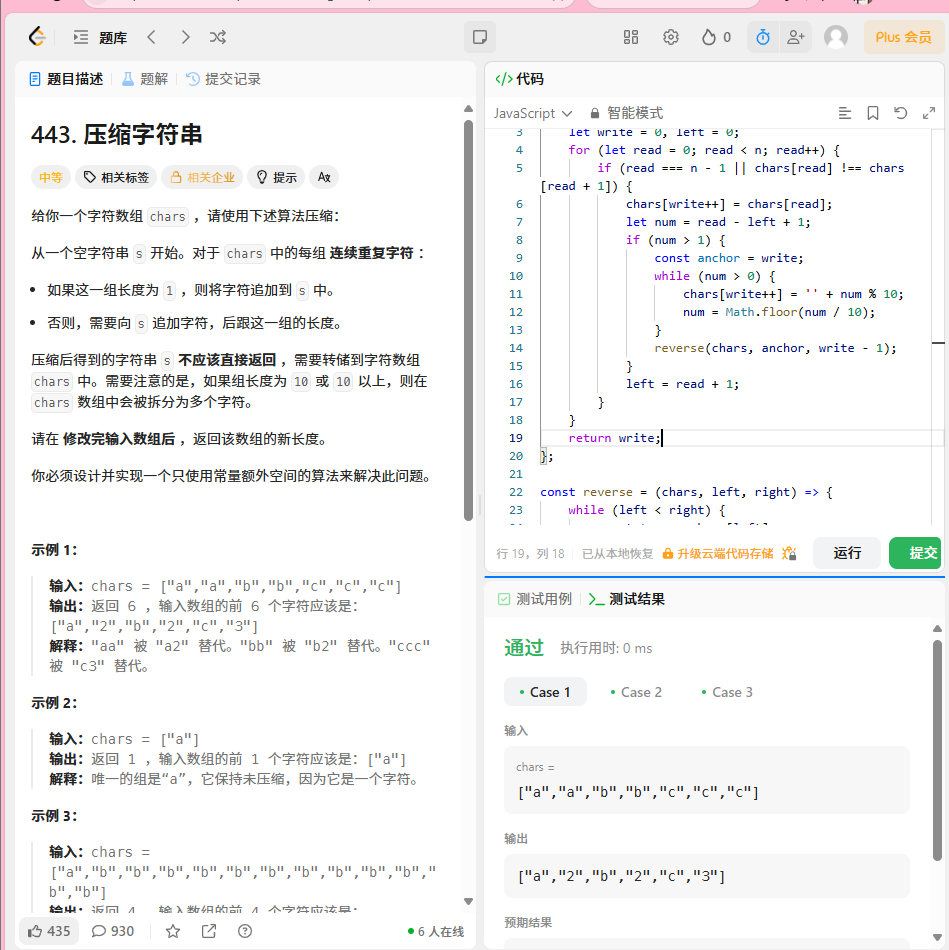 题库
0
Plus 会员
题目描述
题解
提交记录
443. 压缩字符串
中等
相关标签
相关企业
提示
给你一个字符数组 chars ，请使用下述算法压缩：
从一个空字符串 s 开始。对于 chars 中的每组 连续重复字符 ：
如果这一组长度为 1 ，则将字符追加到 s 中。
否则，需要向 s 追加字符，后跟这一组的长度。
压缩后得到的字符串 s 不应该直接返回 ，需要转储到字符数组
chars 中。需要注意的是，如果组长度为 10 或 10 以上，则在
chars 数组中会被拆分为多个字符。
请在 修改完输入数组后 ，返回该数组的新长度。
你必须设计并实现一个只使用常量额外空间的算法来解决此问题。
示例 1：
输入：chars = ["a","a","b","b","c","c","c"]
输出：返回 6 ，输入数组的前 6 个字符应该是：
["a","2","b","2","c","3"]
解释："aa" 被 "a2" 替代。"bb" 被 "b2" 替代。"ccc"
被 "c3" 替代。
示例 2：
输入：chars = ["a"]
输出：返回 1 ，输入数组的前 1 个字符应该是：["a"]
解释：唯一的组是“a”，它保持未压缩，因为它是一个字符。
示例 3：
输入：chars =
["a","b","b","b","b","b","b","b","b","b","b","b","
b","b"]
输出：返回 4 ，输入数组的前 4 个字符应该是：
435
930
6 人在线
</> 代码
JavaScript
智能模式
3 let write = 0, left = 0;
4 for (let read = 0; read < n; read++) {
5 if (read === n - 1 || chars[read] !== chars
[read + 1]) {
6 chars[write++] = chars[read];
7 let num = read - left + 1;
8 if (num > 1) {
9 const anchor = write;
10 while (num > 0) {
11 chars[write++] = '' + num % 10;
12 num = Math.floor(num / 10);
13 }
14 reverse(chars, anchor, write - 1);
15 }
16 left = read + 1;
17 }
18 }
19 return write;
20 };
21
22 const reverse = (chars, left, right) => {
23 while (left < right) {
行 19，列 18
已从本地恢复
升级云端代码存储
运行
提交
测试用例
测试结果
通过
执行用时: 0 ms
Case 1
Case 2
Case 3
输入
chars =
["a","a","b","b","c","c","c"]
输出
["a","2","b","2","c","3"]
预期结果